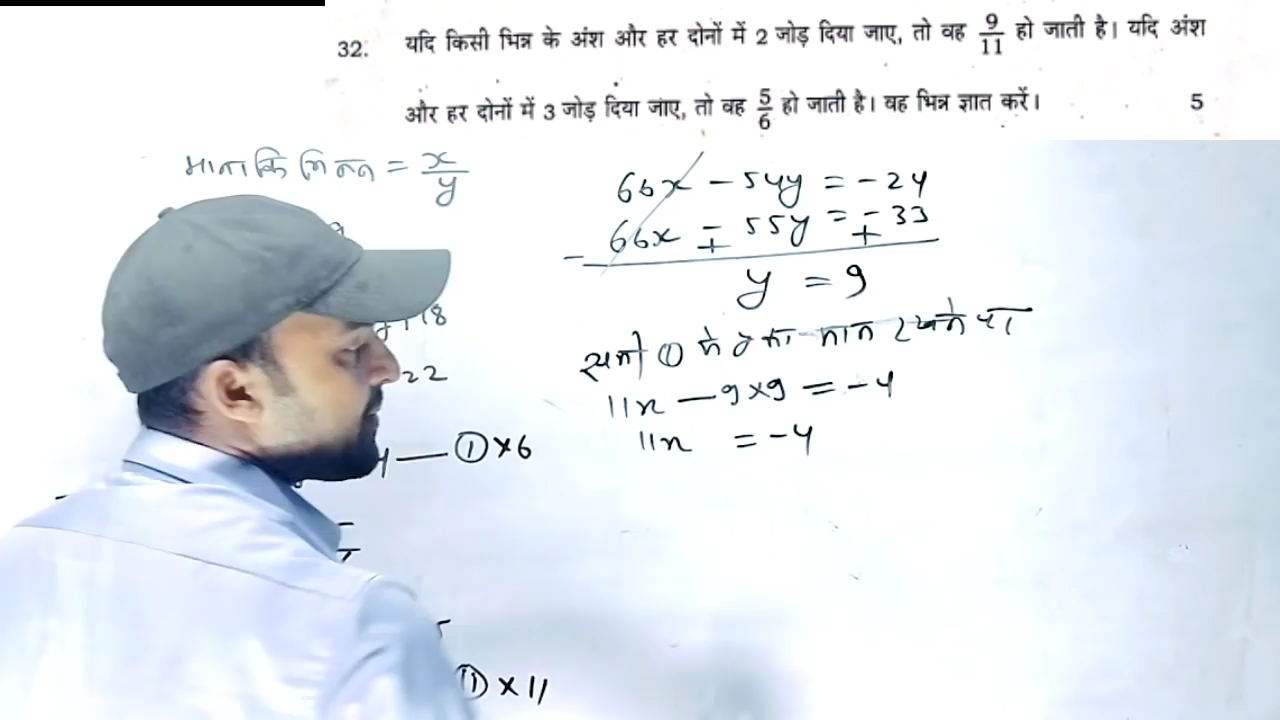 32. यदि किसी भिन्न के अंश और हर दोनों में 2 जोड़ दिया जाए, तो वह 9/11 हो जाती है। यदि अंश
और हर दोनों में 3 जोड़ दिया जाए, तो वह 5/6 हो जाती है। वह भिन्न ज्ञात करें। 5
माना कि भिन्न = x/y
22
① × 6
① × 11
66x - 54y = -24
66x - 55y = -33
y = 9
समी ① में y का मान रखने पर
11x - 9 × 9 = -4
11x = -4